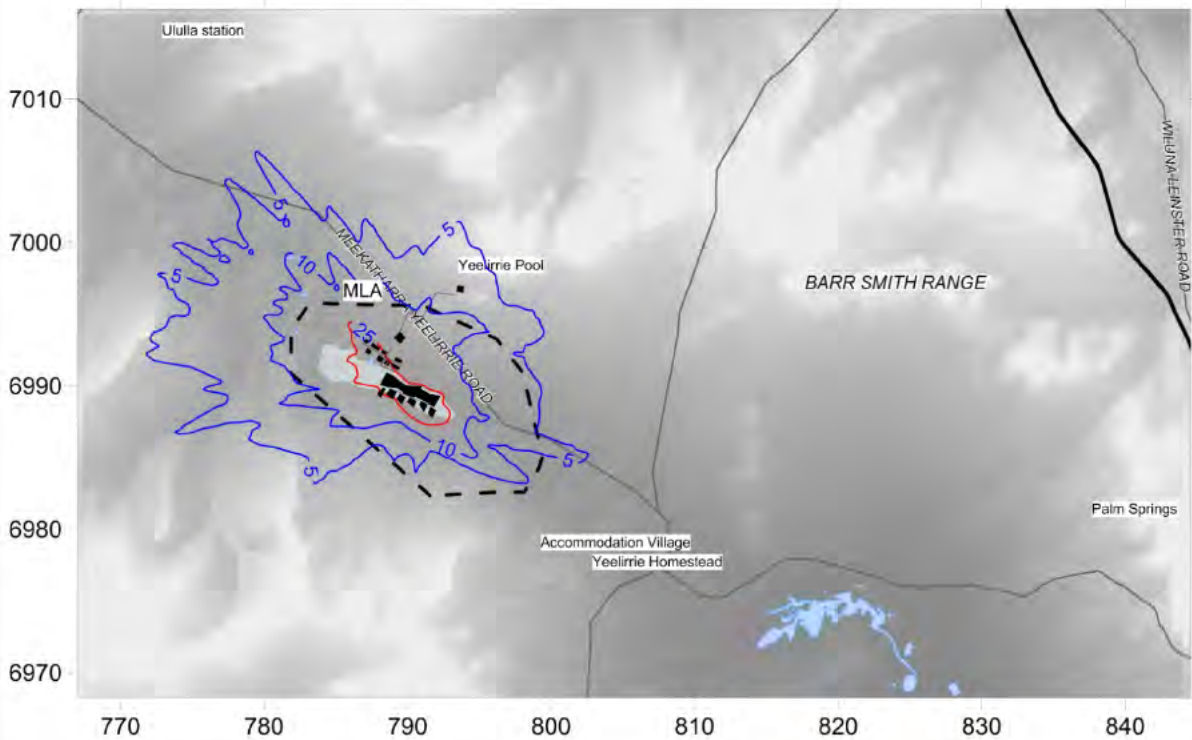 Ululla station
7010
WILUNA-LEINSTER ROAD
5
7000
5
MEEKATHARRA YEELIRRIE ROAD
5
10
Yeelirrie Pool
BARR SMITH RANGE
MLA
25
6990
10
5
5
Palm Springs
6980
Accommodation Village
Yeelirrie Homestead
6970
770
780
790
800
810
820
830
840